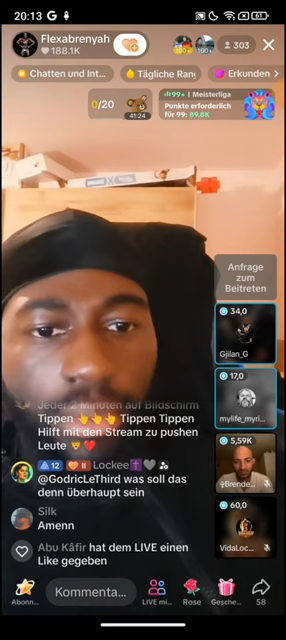 20:13 G
61
Flexabrenyah
188.1K
100+
303
Chatten und Int...
Tägliche Ran
Erkunden >
0/20
41:24
99+ | Meisterliga
Punkte erforderlich
für 99: 89.8K
Anfrage
zum
Beitreten
34,0
Gjilan_G
17,0
mylife_myri...
5,59K
Brende...
60,0
VidaLoc...
Jeder 2 Minuten auf Bildschirm
Tippen 👆👆👆 Tippen Tippen
Hilft mit den Stream zu pushen
Leute 🦁❤️
12 II Lockee✝️🩶
@GodricLeThird was soll das
denn überhaupt sein
Silk
Amenn
Abu Kâfir hat dem LIVE einen
Like gegeben
Abonn...
Kommenta...
LIVE mi...
Rose
Gesche...
58